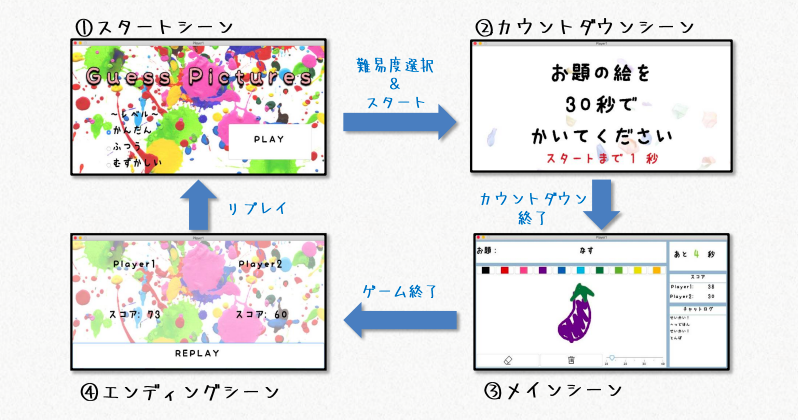 ①スタートシーン
②カウントダウンシーン
Guess Pictures
～レベル～
かんたん
ふつう
むずかしい
PLAY
難易度選択
&
スタート
お題の絵を
30秒で
かいてください
スタートまで 1 秒
リプレイ
カウントダウン
終了
Player1
Player2
スコア: 73
スコア: 60
REPLAY
ゲーム終了
お題：
なす
あと 4 秒
スコア
Player1:
Player2:
チャットログ
とんぼ
④エンディングシーン
③メインシーン